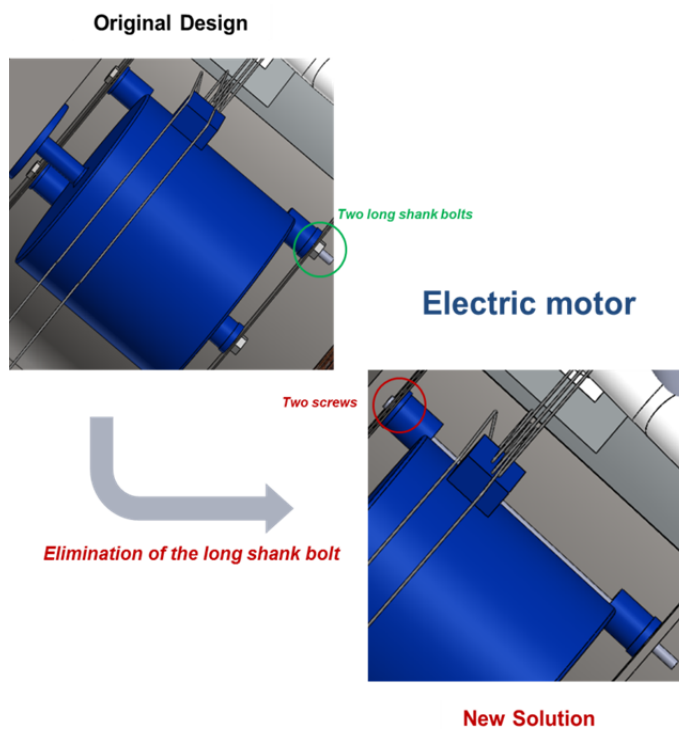 Original Design
Two long shank bolts
Electric motor
Two screws
Elimination of the long shank bolt
New Solution